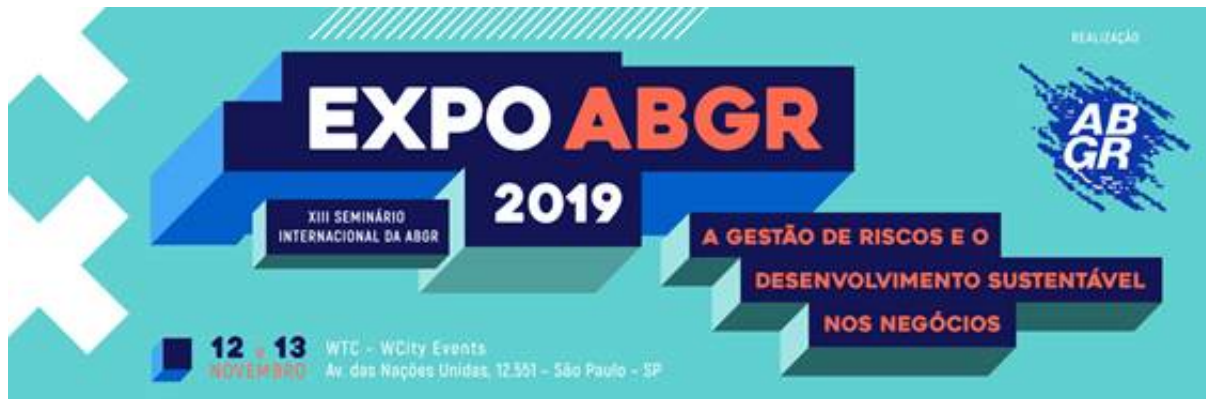 REALIZAÇÃO
AB
GR
EXPO ABGR
2019
XIII SEMINÁRIO
INTERNACIONAL DA ABGR
A GESTÃO DE RISCOS E O
DESENVOLVIMENTO SUSTENTÁVEL
NOS NEGÓCIOS
12 e 13
NOVEMBRO
WTC - WCity Events
Av. das Nações Unidas, 12.551 - São Paulo - SP